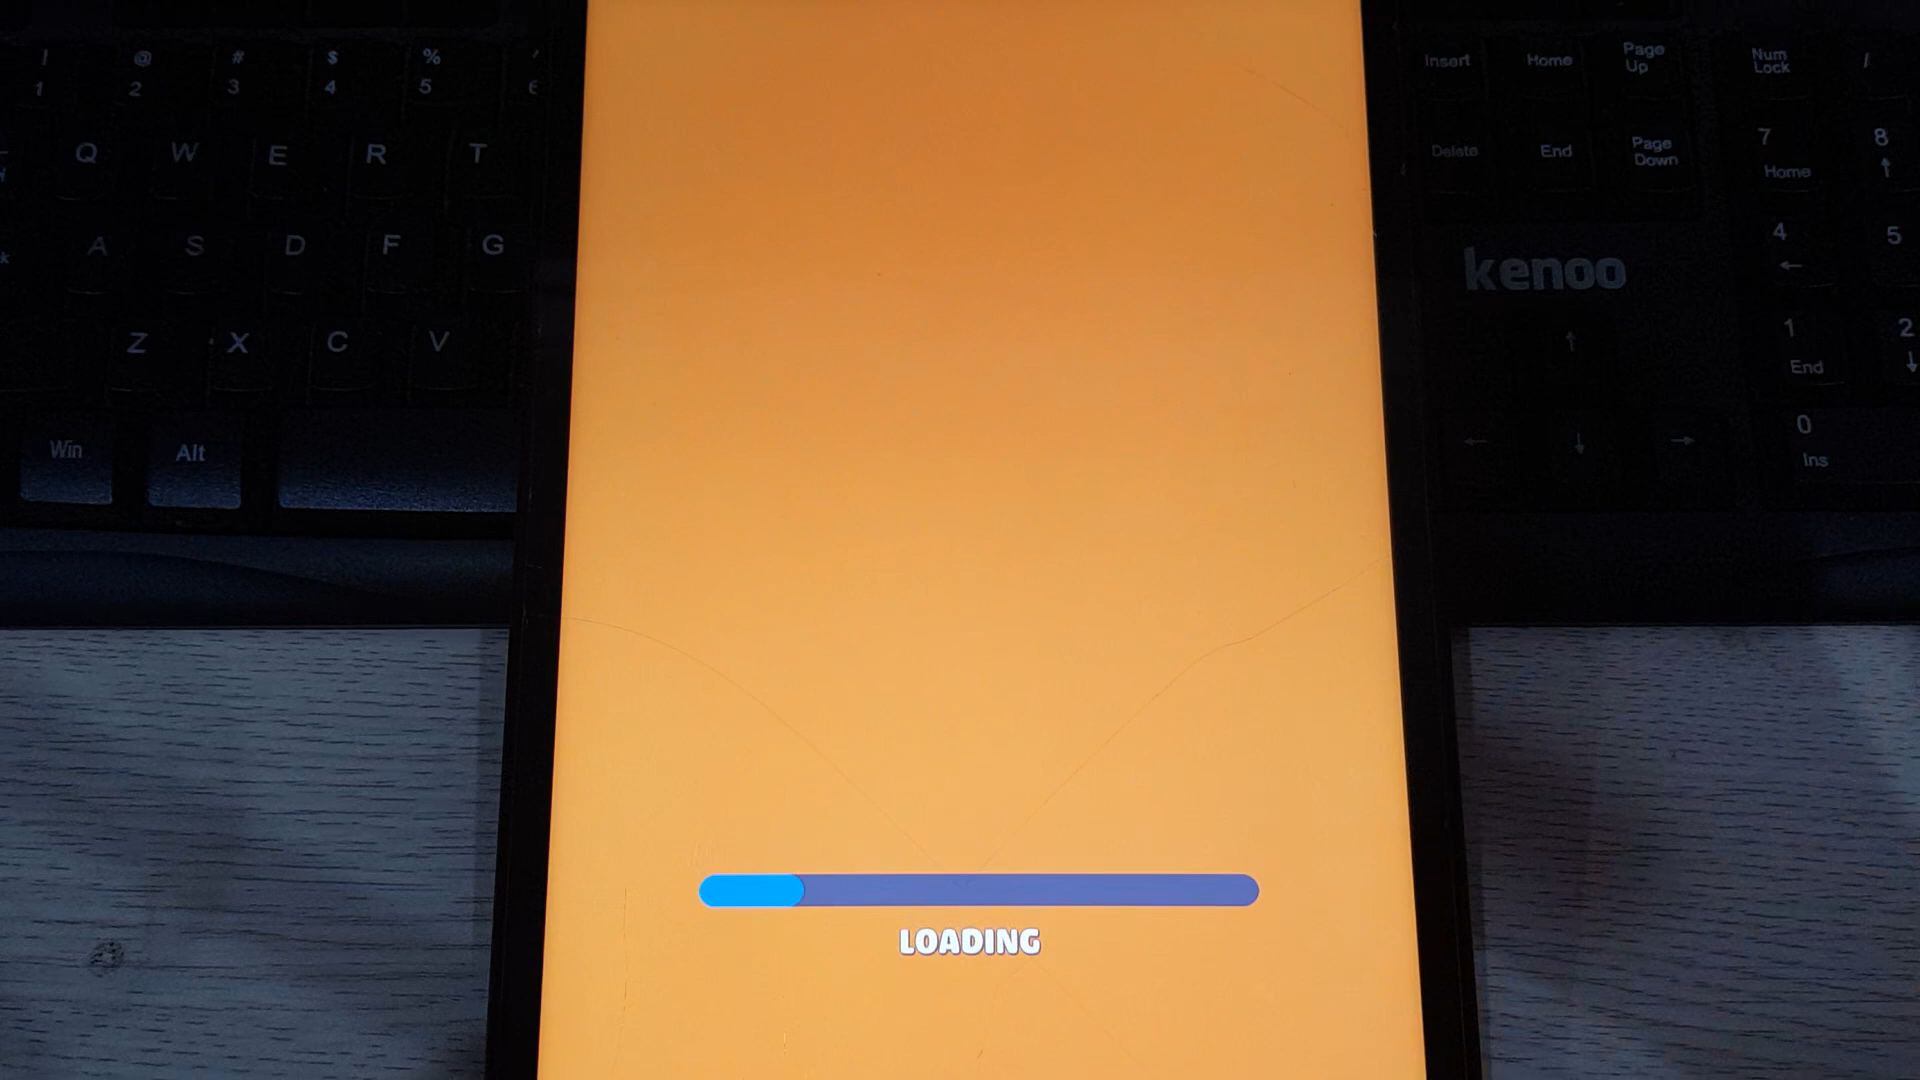 ! @ # $ %
1 2 3 4 5
Q W E R T
A S D F G
Z X C V
Win Alt
LOADING
Insert Home Page Up
Delete End Page Down
kenoo
↑
← ↓ →
Num Lock /
7 Home 8 ↑
4 ← 5
1 End 2 ↓
0 Ins